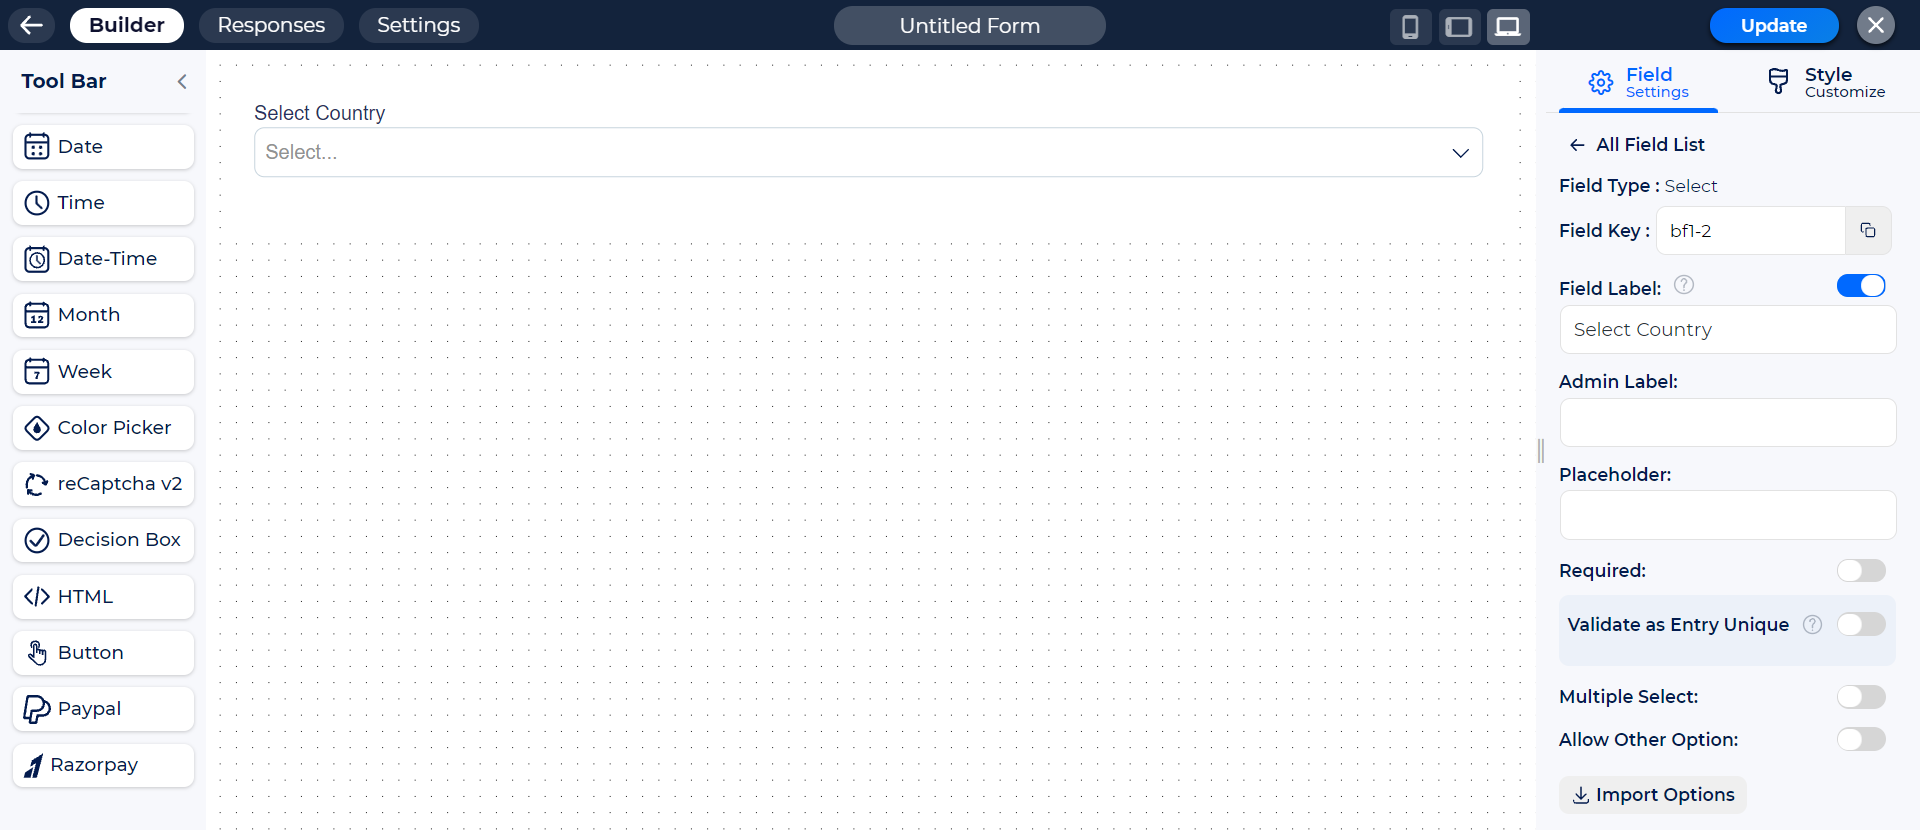 Builder
Responses
Settings
Untitled Form
Update
Tool Bar
Date
Time
Date-Time
Month
Week
Color Picker
reCaptcha v2
Decision Box
HTML
Button
Paypal
Razorpay
Select Country
Select...
Field
Settings
Style
Customize
All Field List
Field Type : Select
Field Key : bf1-2
Field Label:
Select Country
Admin Label:
Placeholder:
Required:
Validate as Entry Unique
Multiple Select:
Allow Other Option:
Import Options